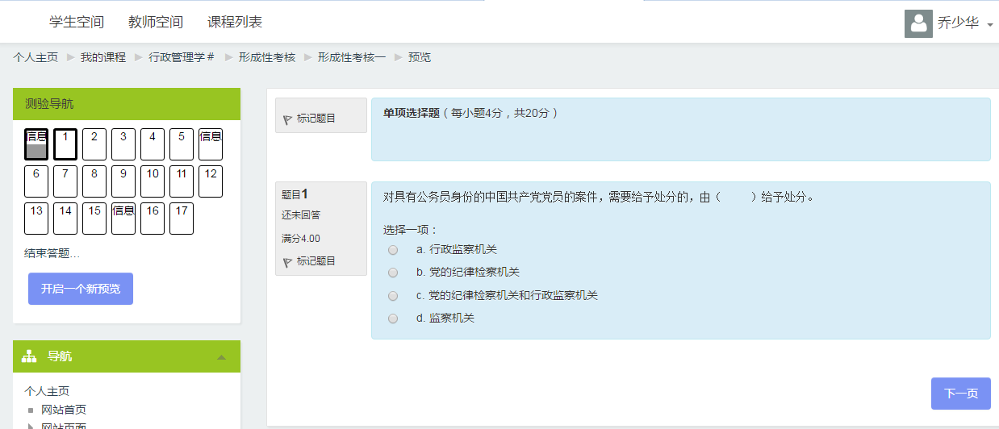 学生空间 教师空间 课程列表 乔少华
个人主页 我的课程 行政管理学# 形成性考核 形成性考核一 预览
测验导航
信息 1 2 3 4 5 信息
6 7 8 9 10 11 12
13 14 15 信息 16 17
结束答题...
开启一个新预览
导航
个人主页
网站首页
网站页面
标记题目
单项选择题（每小题4分，共20分）
题目1
还未回答
满分4.00
标记题目
对具有公务员身份的中国共产党党员的案件，需要给予处分的，由（ ）给予处分。
选择一项：
a. 行政监察机关
b. 党的纪律检察机关
c. 党的纪律检察机关和行政监察机关
d. 监察机关
下一页